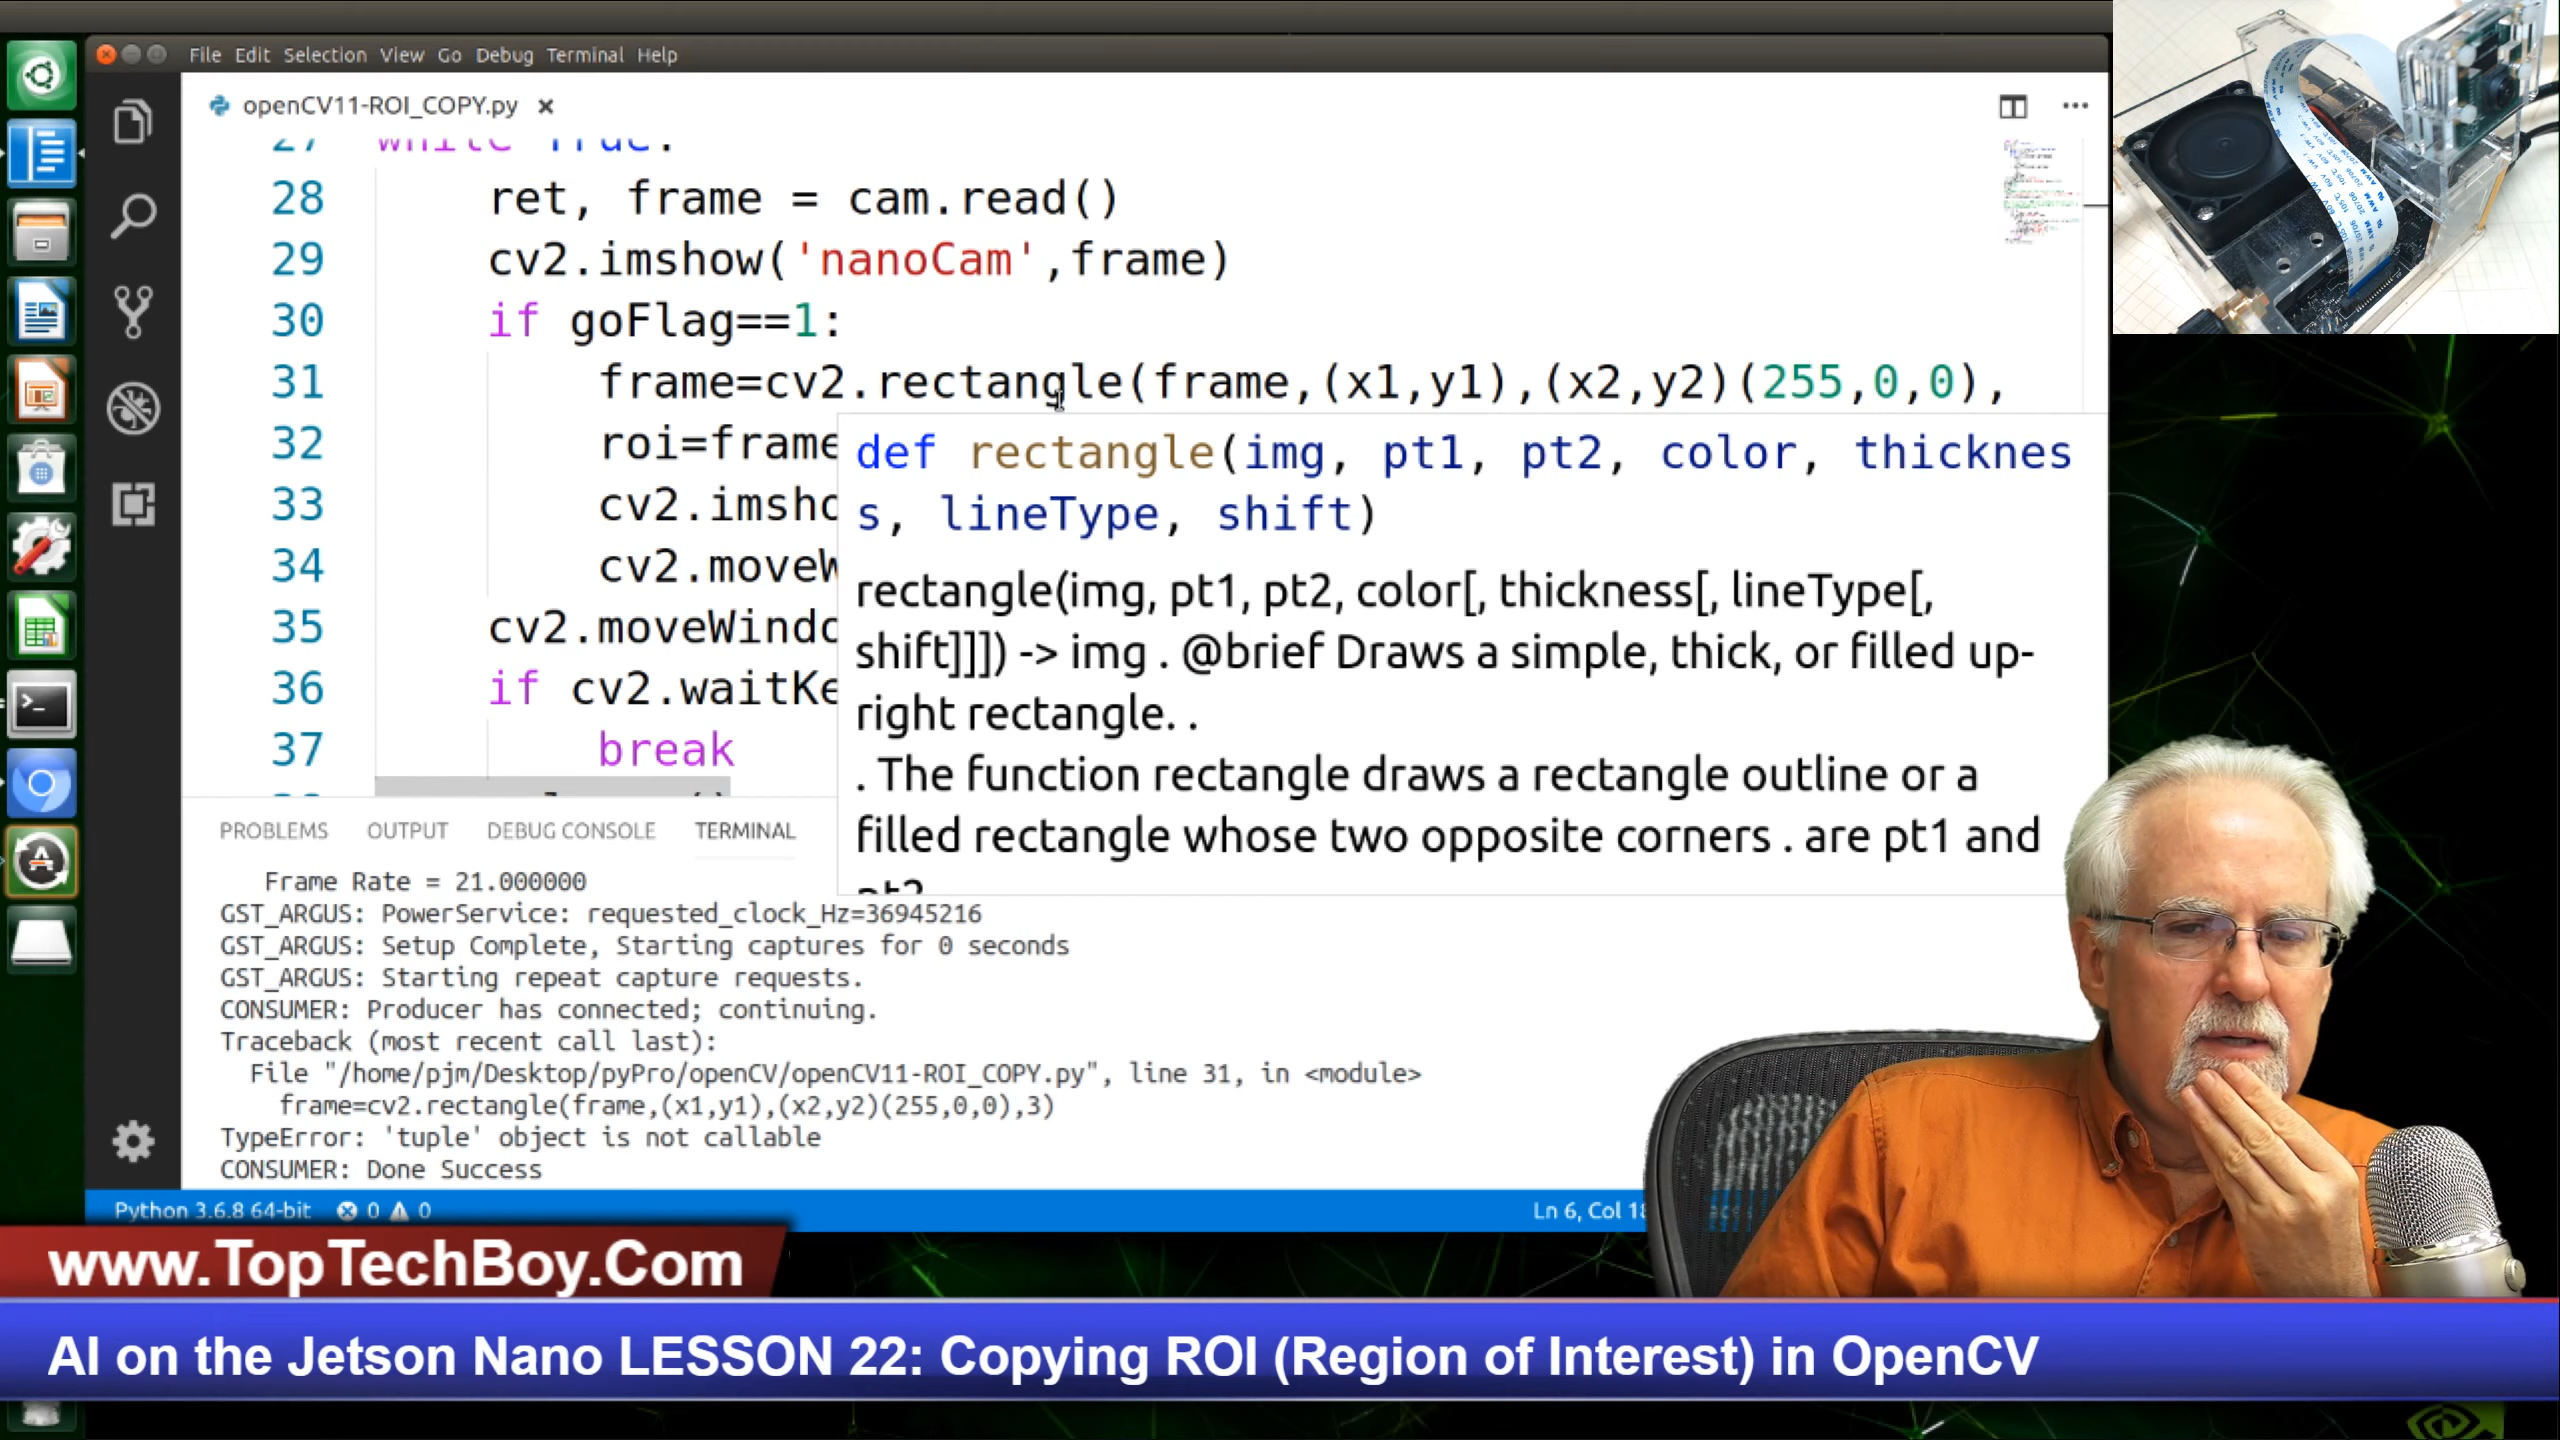 File Edit Selection View Go Debug Terminal Help
openCV11-ROI_COPY.py
27 while True:
28 ret, frame = cam.read()
29 cv2.imshow('nanoCam',frame)
30 if goFlag==1:
31 frame=cv2.rectangle(frame,(x1,y1),(x2,y2)(255,0,0),
32 roi=frame
33 cv2.imsho
34 cv2.moveW
35 cv2.moveWindo
36 if cv2.waitKe
37 break
def rectangle(img, pt1, pt2, color, thicknes
s, lineType, shift)
rectangle(img, pt1, pt2, color[, thickness[, lineType[,
shift]]]) -> img . @brief Draws a simple, thick, or filled up-
right rectangle. .
. The function rectangle draws a rectangle outline or a
filled rectangle whose two opposite corners . are pt1 and
pt2
PROBLEMS OUTPUT DEBUG CONSOLE TERMINAL
Frame Rate = 21.000000
GST_ARGUS: PowerService: requested_clock_Hz=36945216
GST_ARGUS: Setup Complete, Starting captures for 0 seconds
GST_ARGUS: Starting repeat capture requests.
CONSUMER: Producer has connected; continuing.
Traceback (most recent call last):
File "/home/pjm/Desktop/pyPro/openCV/openCV11-ROI_COPY.py", line 31, in <module>
frame=cv2.rectangle(frame,(x1,y1),(x2,y2)(255,0,0),3)
TypeError: 'tuple' object is not callable
CONSUMER: Done Success
Python 3.6.8 64-bit 0 0 Ln 6, Col 18
www.TopTechBoy.Com
AI on the Jetson Nano LESSON 22: Copying ROI (Region of Interest) in OpenCV